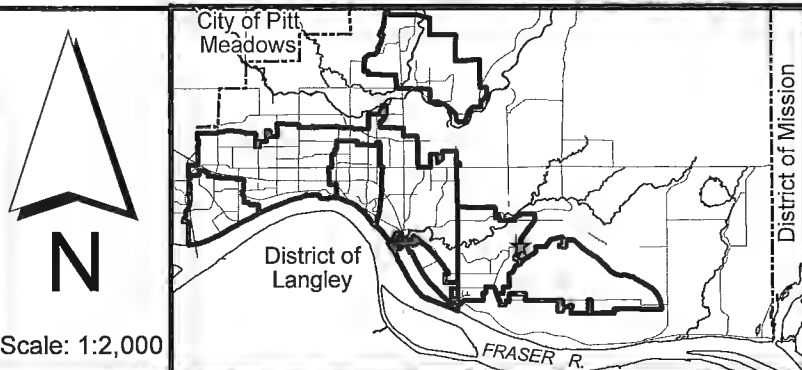 City of Pitt
Meadows
District of Mission
District of
Langley
N
Scale: 1:2,000
FRASER R.